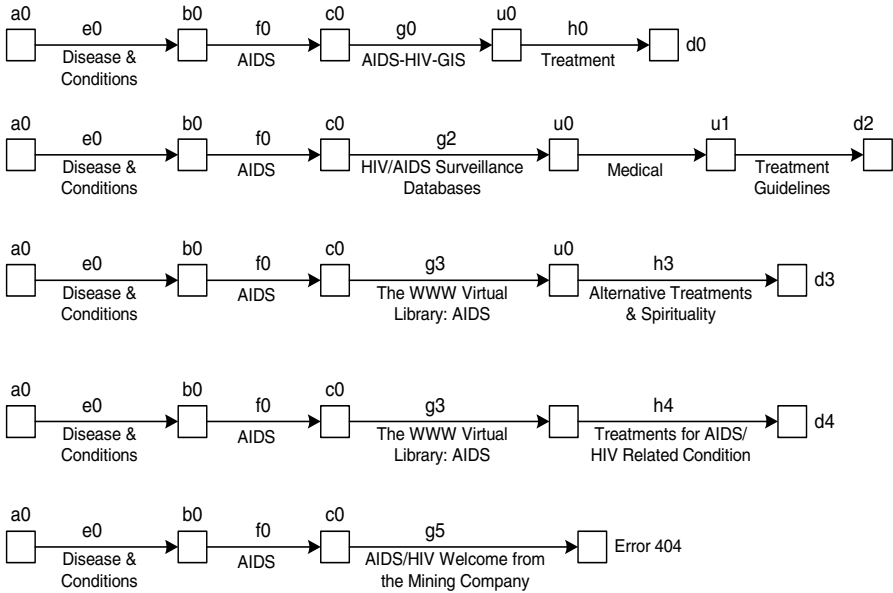 a0 e0 b0 f0 c0 g0 u0 h0 d0
Disease & AIDS AIDS-HIV-GIS Treatment
Conditions
a0 e0 b0 f0 c0 g2 u0 u1 d2
Disease & AIDS HIV/AIDS Surveillance Medical Treatment
Conditions Databases Guidelines
a0 e0 b0 f0 c0 g3 u0 h3 d3
Disease & AIDS The WWW Virtual Alternative Treatments
Conditions Library: AIDS & Spirituality
a0 e0 b0 f0 c0 g3 h4 d4
Disease & AIDS The WWW Virtual Treatments for AIDS/
Conditions Library: AIDS HIV Related Condition
a0 e0 b0 f0 c0 g5 Error 404
Disease & AIDS AIDS/HIV Welcome from
Conditions the Mining Company